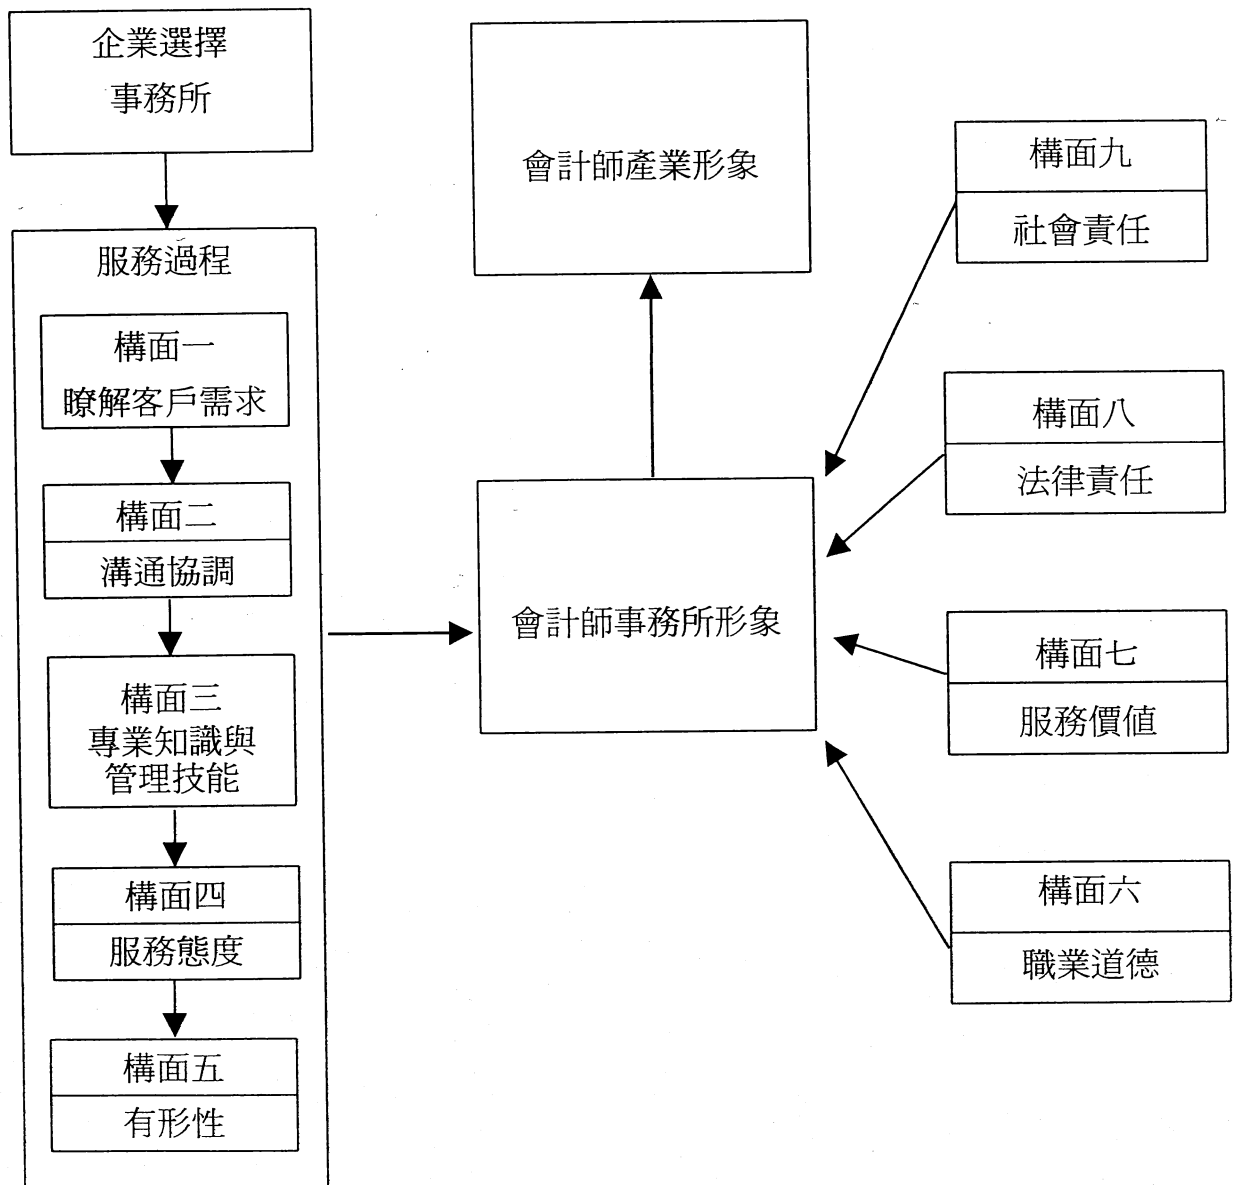 企業選擇
事務所
服務過程
構面一
瞭解客戶需求
構面二
溝通協調
構面三
專業知識與
管理技能
構面四
服務態度
構面五
有形性
會計師產業形象
會計師事務所形象
構面九
社會責任
構面八
法律責任
構面七
服務價值
構面六
職業道德